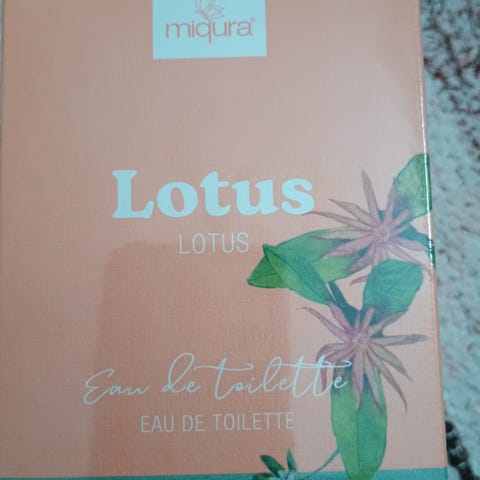 miqura®
Lotus
LOTUS
Eau de toilette
EAU DE TOILETTE